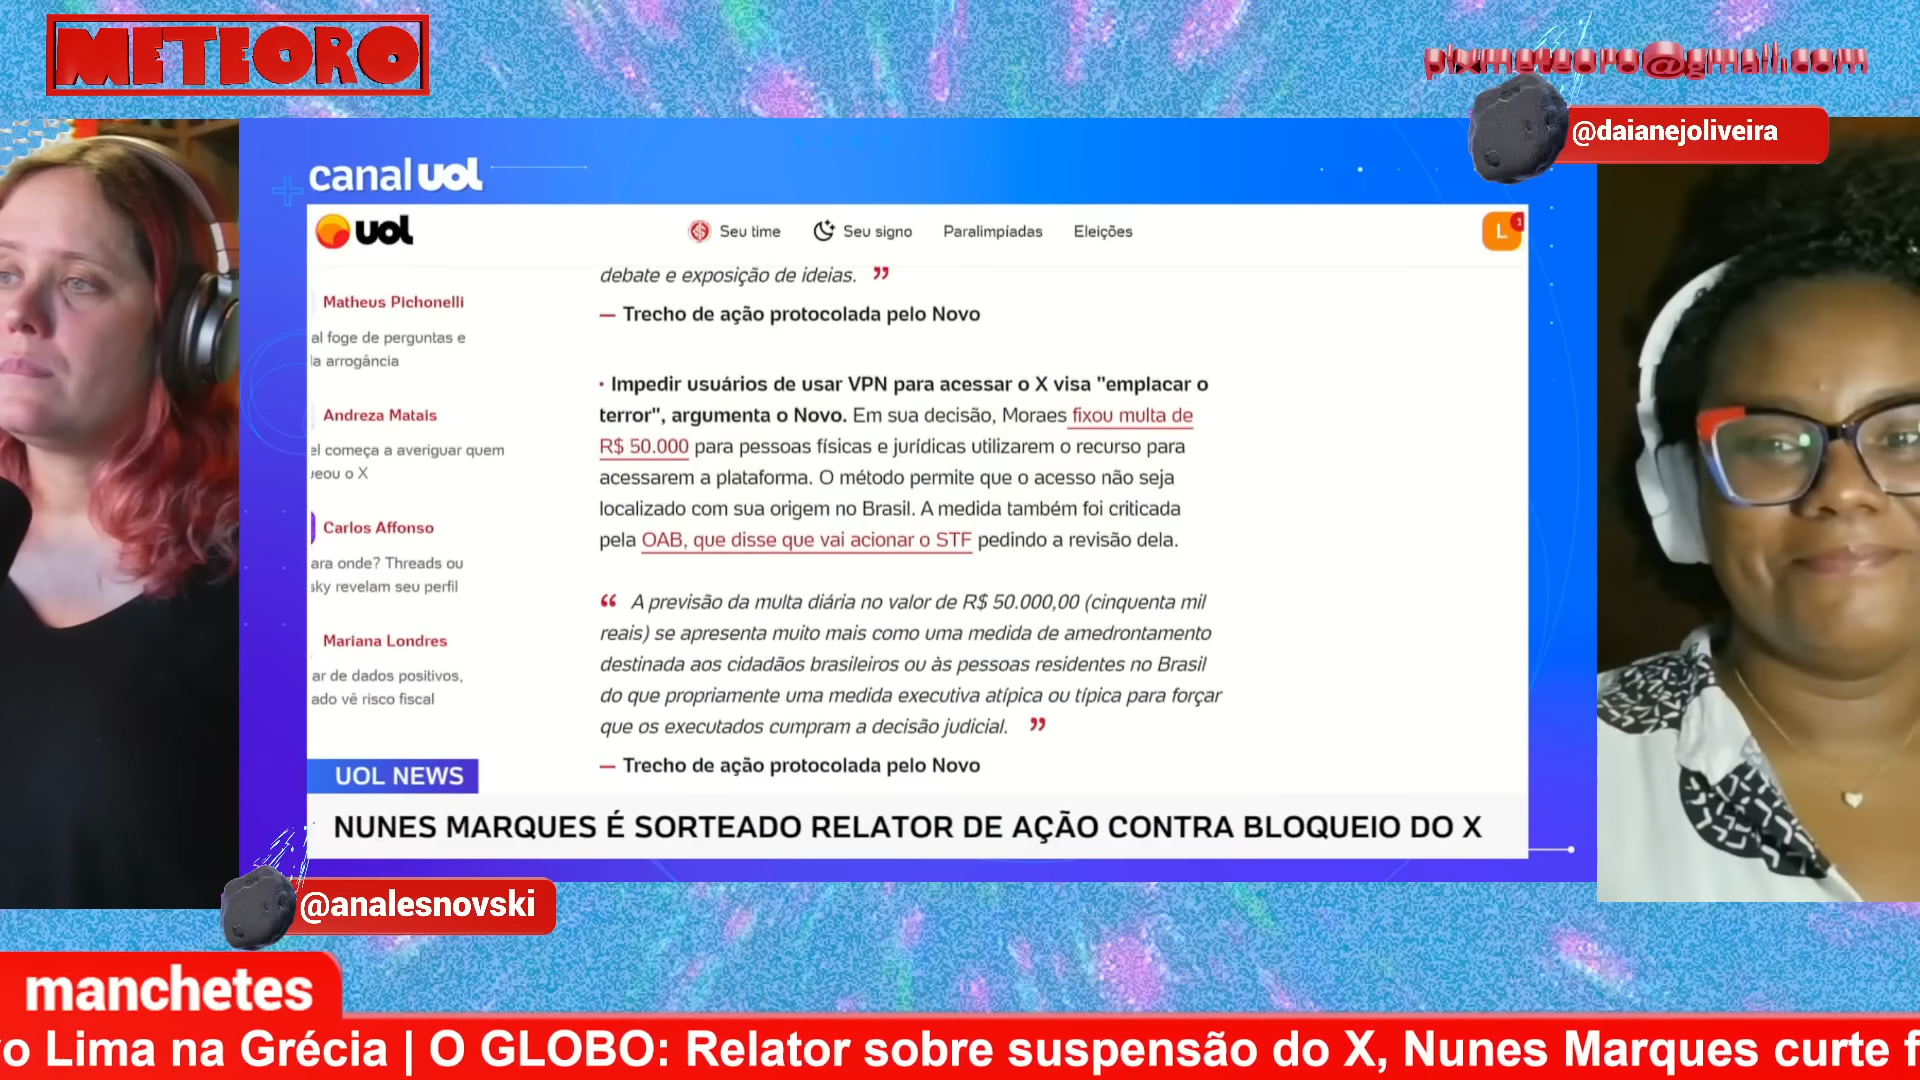 METEORO
pixmeteoro@gmail.com
@daianejoliveira
canal uol
uol
Seu time
Seu signo
Paralimpíadas
Eleições
L
1
Matheus Pichonelli
al foge de perguntas e
la arrogância
Andreza Matais
el começa a averiguar quem
ueou o X
Carlos Affonso
ara onde? Threads ou
sky revelam seu perfil
Mariana Londres
ar de dados positivos,
ado vê risco fiscal
debate e exposição de ideias. ”
— Trecho de ação protocolada pelo Novo
· Impedir usuários de usar VPN para acessar o X visa "emplacar o
terror", argumenta o Novo. Em sua decisão, Moraes fixou multa de
R$ 50.000 para pessoas físicas e jurídicas utilizarem o recurso para
acessarem a plataforma. O método permite que o acesso não seja
localizado com sua origem no Brasil. A medida também foi criticada
pela OAB, que disse que vai acionar o STF pedindo a revisão dela.
“ A previsão da multa diária no valor de R$ 50.000,00 (cinquenta mil
reais) se apresenta muito mais como uma medida de amedrontamento
destinada aos cidadãos brasileiros ou às pessoas residentes no Brasil
do que propriamente uma medida executiva atípica ou típica para forçar
que os executados cumpram a decisão judicial. ”
— Trecho de ação protocolada pelo Novo
UOL NEWS
NUNES MARQUES É SORTEADO RELATOR DE AÇÃO CONTRA BLOQUEIO DO X
@analesnovski
manchetes
vo Lima na Grécia | O GLOBO: Relator sobre suspensão do X, Nunes Marques curte f